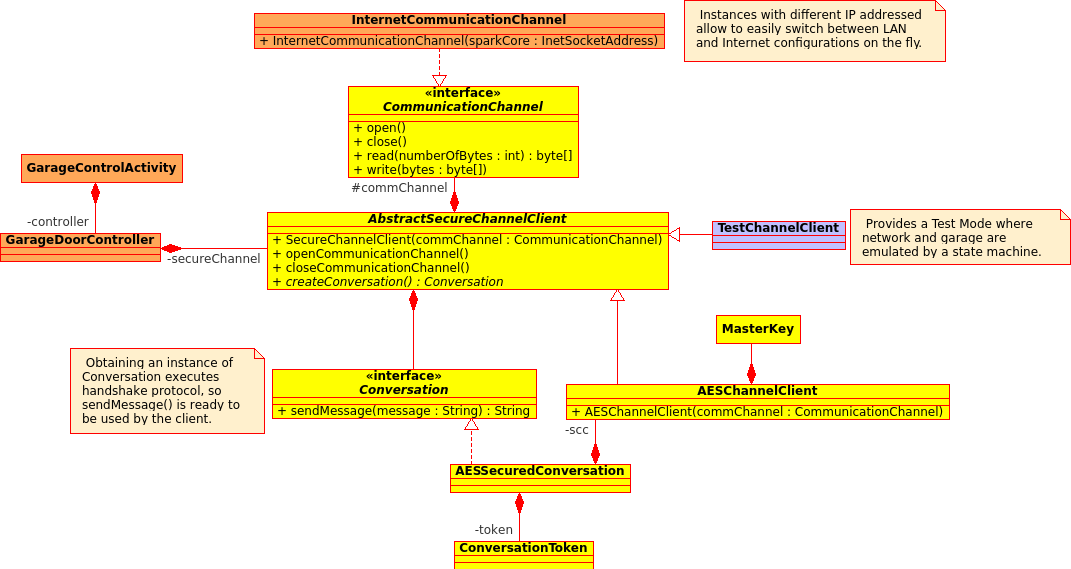 InternetCommunicationChannel
+ InternetCommunicationChannel(sparkCore : InetSocketAddress)
Instances with different IP addressed
allow to easily switch between LAN
and Internet configurations on the fly.
«interface»
CommunicationChannel
+ open()
+ close()
+ read(numberOfBytes : int) : byte[]
+ write(bytes : byte[])
#commChannel
GarageControlActivity
-controller
GarageDoorController
-secureChannel
AbstractSecureChannelClient
+ SecureChannelClient(commChannel : CommunicationChannel)
+ openCommunicationChannel()
+ closeCommunicationChannel()
+ createConversation() : Conversation
TestChannelClient
Provides a Test Mode where
network and garage are
emulated by a state machine.
MasterKey
Obtaining an instance of
Conversation executes
handshake protocol, so
sendMessage() is ready to
be used by the client.
«interface»
Conversation
+ sendMessage(message : String) : String
AESChannelClient
+ AESChannelClient(commChannel : CommunicationChannel)
-scc
AESSecuredConversation
-token
ConversationToken